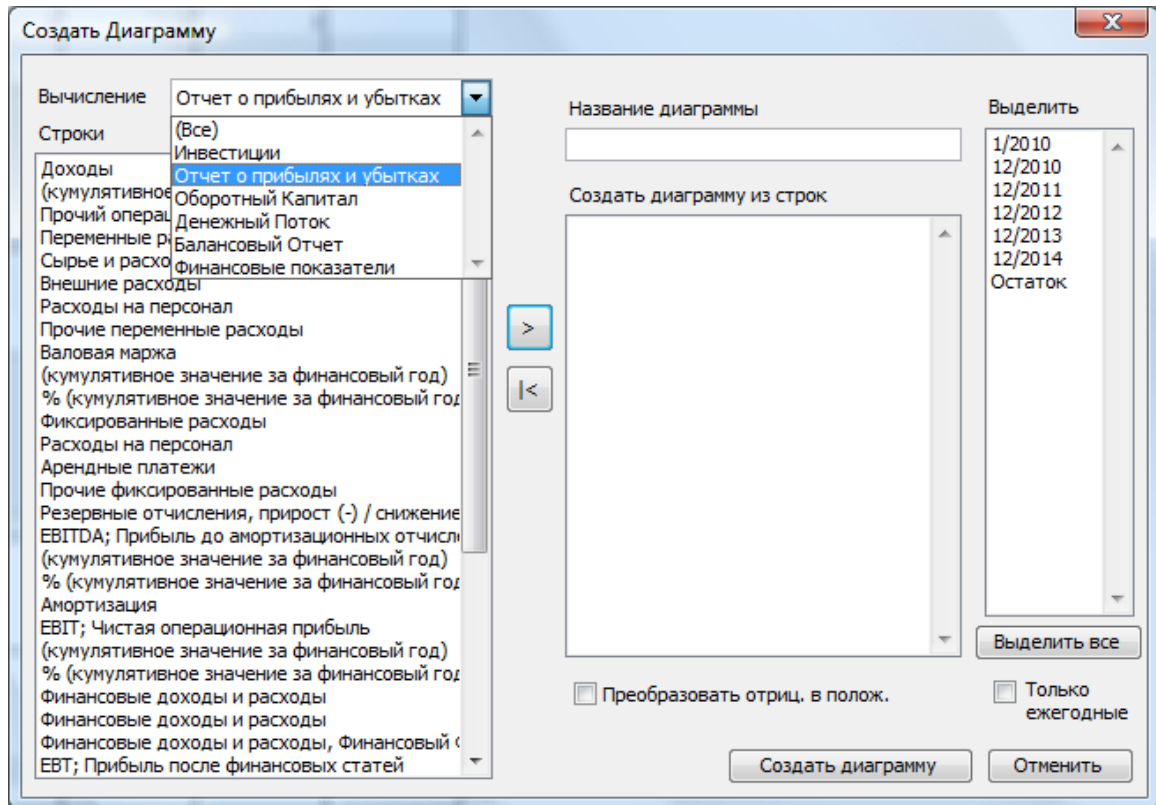 Создать Диаграмму
Вычисление
Отчет о прибылях и убытках
(Все)
Инвестиции
Отчет о прибылях и убытках
Оборотный Капитал
Денежный Поток
Балансовый Отчет
Финансовые показатели
Строки
Доходы
(кумулятивное
Прочий операц
Переменные р
Сырье и расхо
Внешние расходы
Расходы на персонал
Прочие переменные расходы
Валовая маржа
(кумулятивное значение за финансовый год)
% (кумулятивное значение за финансовый год
Фиксированные расходы
Расходы на персонал
Арендные платежи
Прочие фиксированные расходы
Резервные отчисления, прирост (-) / снижение
EBITDA; Прибыль до амортизационных отчисл
(кумулятивное значение за финансовый год)
% (кумулятивное значение за финансовый год
Амортизация
EBIT; Чистая операционная прибыль
(кумулятивное значение за финансовый год)
% (кумулятивное значение за финансовый год
Финансовые доходы и расходы
Финансовые доходы и расходы
Финансовые доходы и расходы, Финансовый
EBT; Прибыль после финансовых статей
>
|<
Название диаграммы
Создать диаграмму из строк
Преобразовать отриц. в полож.
Выделить
1/2010
12/2010
12/2011
12/2012
12/2013
12/2014
Остаток
Выделить все
Только
ежегодные
Создать диаграмму
Отменить